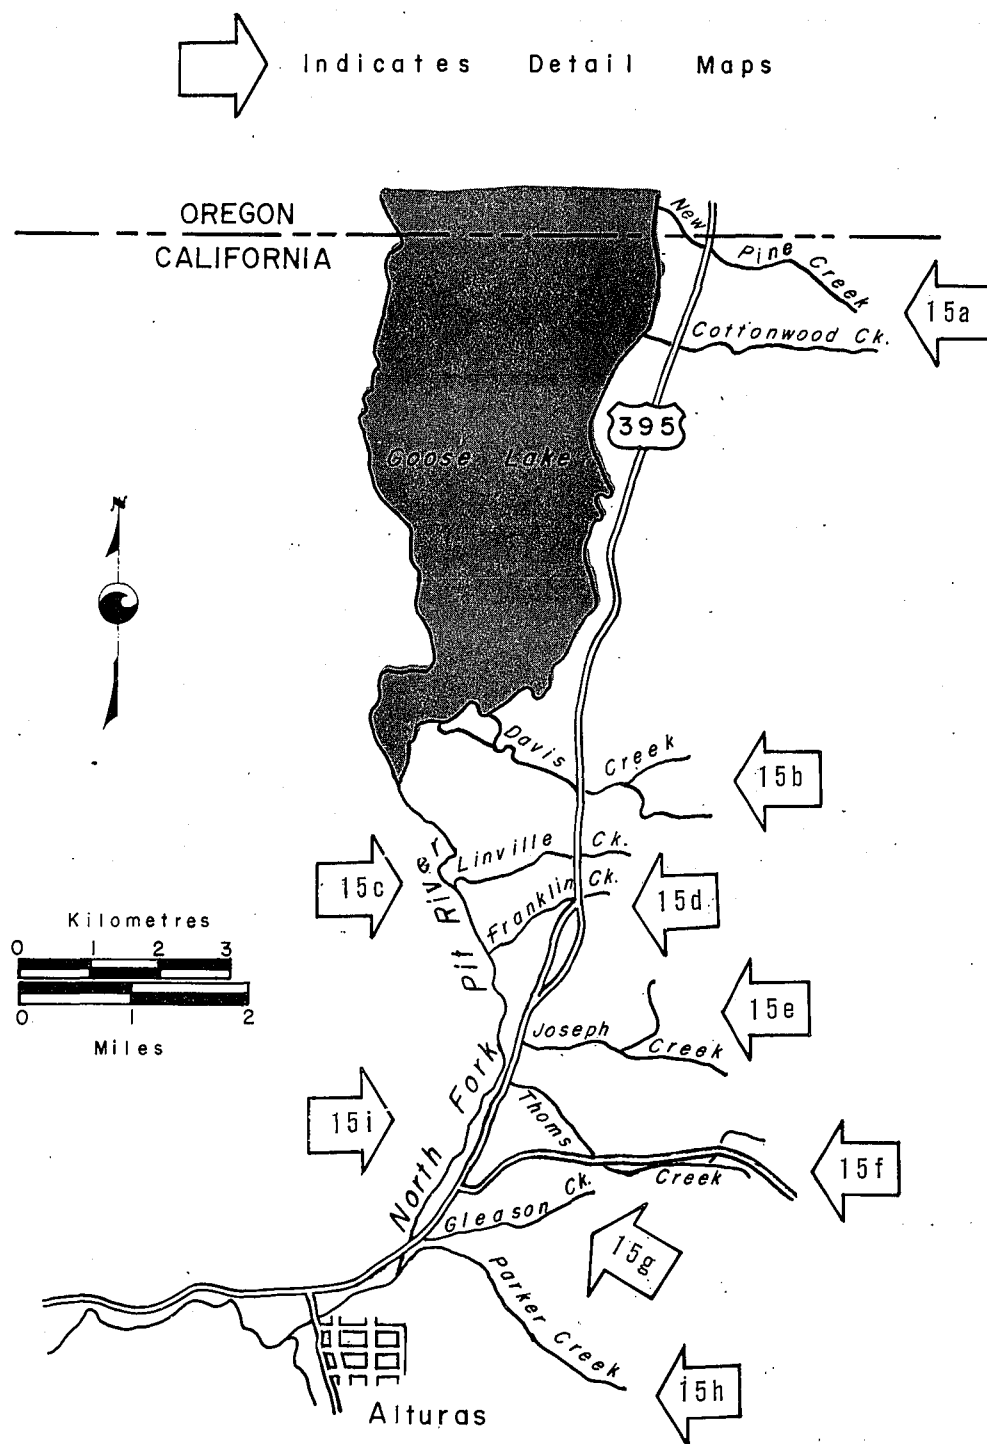 Indicates Detail Maps
OREGON
CALIFORNIA
New Pine Creek
15a
Cottonwood Ck.
395
Goose Lake
N
Davis Creek
15b
Linville Ck.
15c
Franklin Ck.
15d
North Fork Pit River
Kilometres
0 1 2 3
0 1 2
Miles
15e
Joseph Creek
15i
Thoms Creek
15f
Gleason Ck.
15g
Parker Creek
15h
Alturas